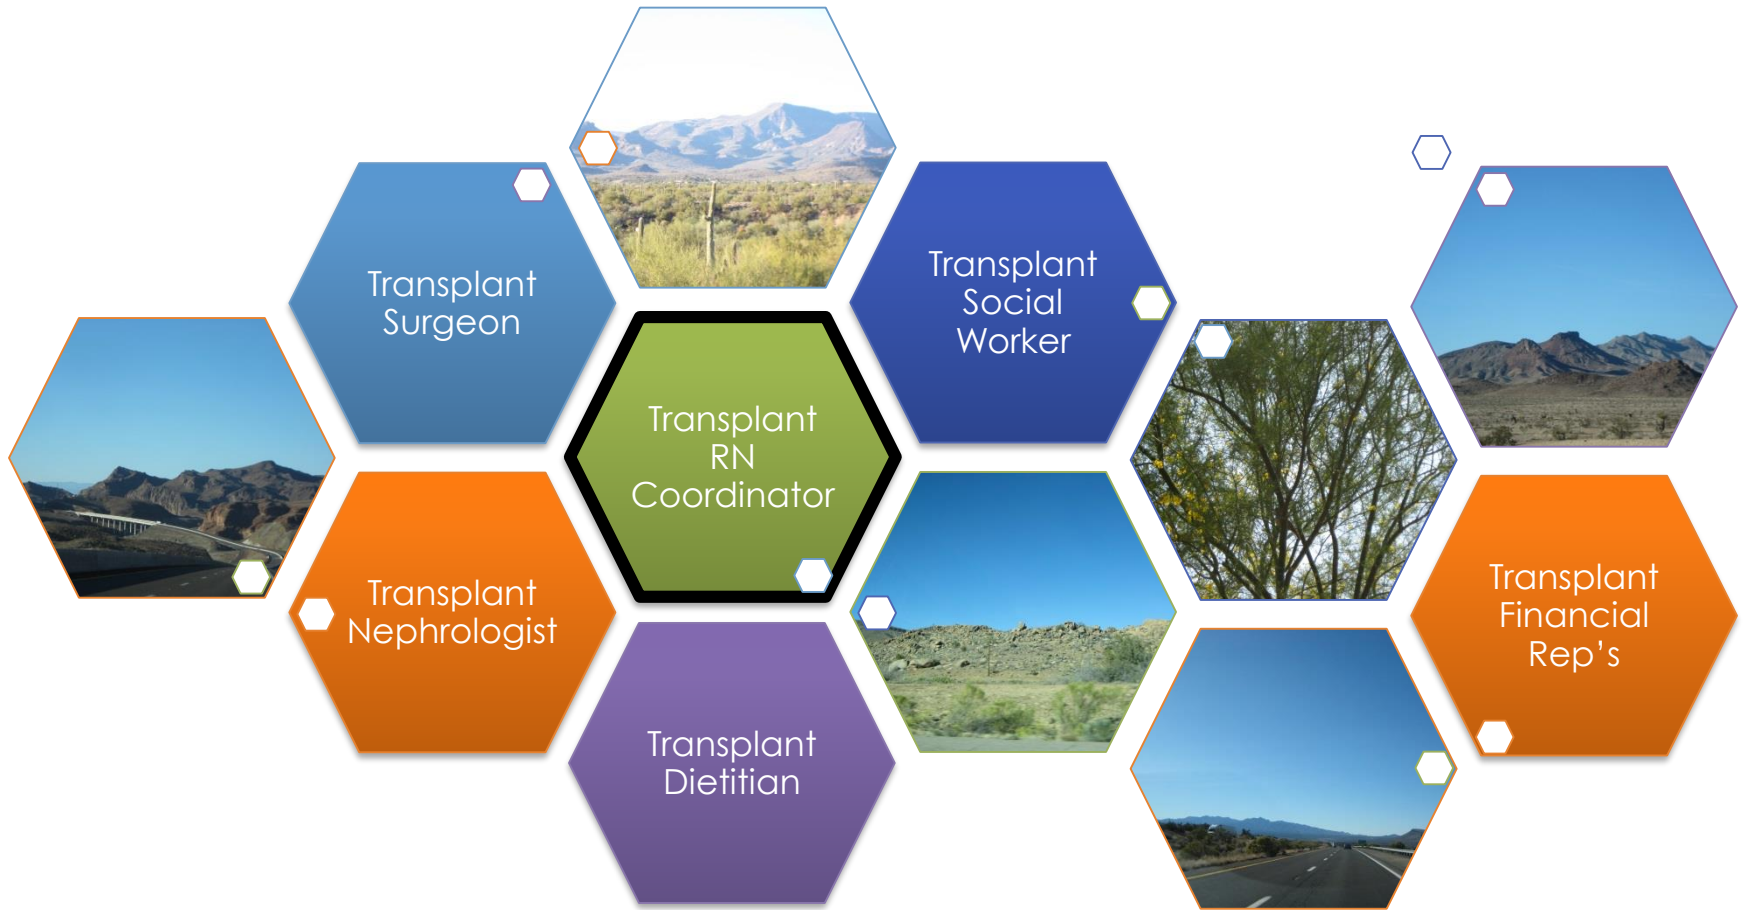 Transplant
Surgeon
Transplant
Social
Worker
Transplant
RN
Coordinator
Transplant
Nephrologist
Transplant
Financial
Rep’s
Transplant
Dietitian